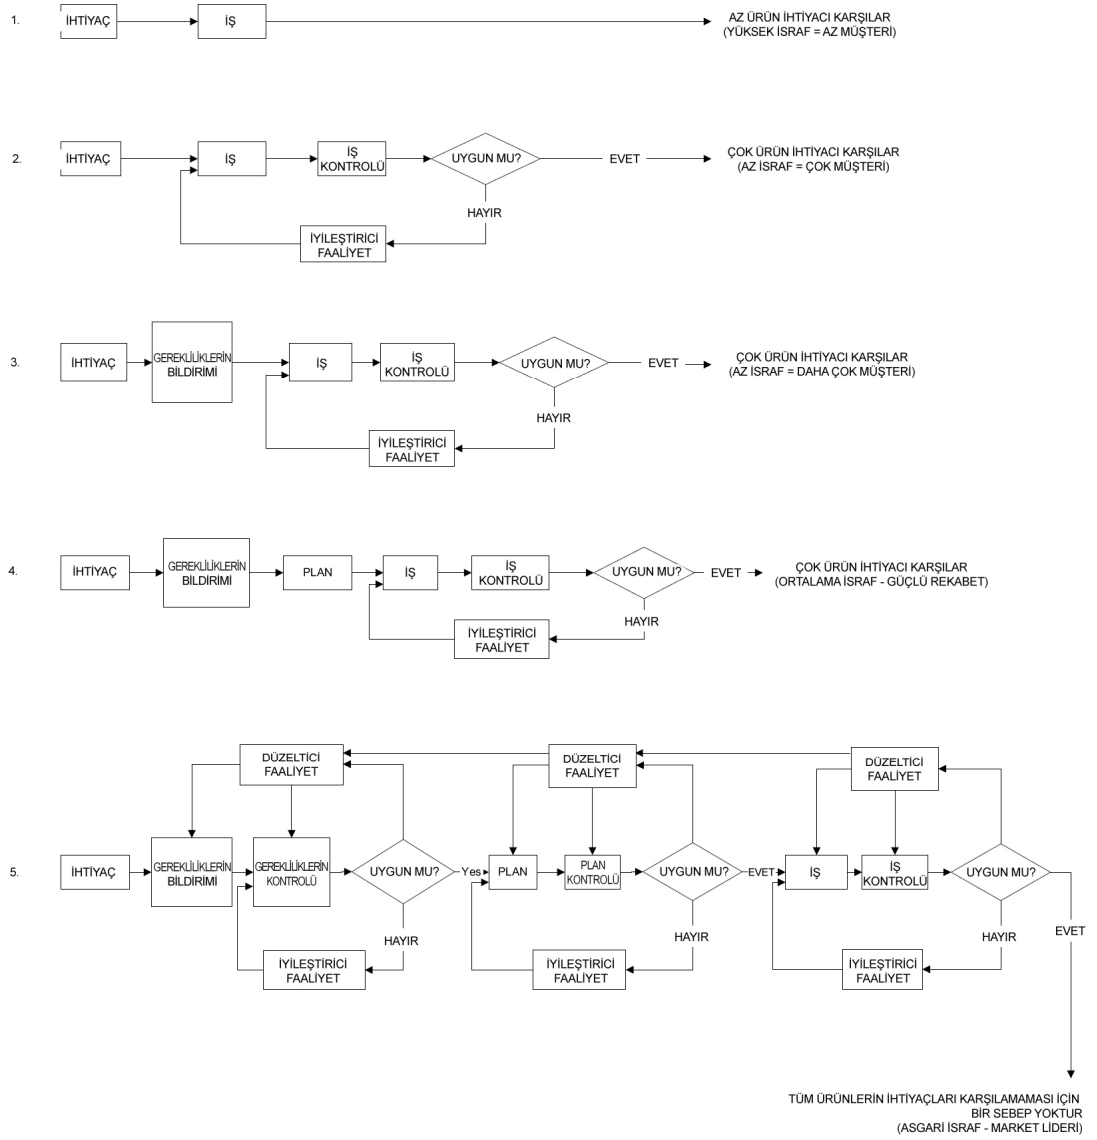 1.
İHTİYAÇ
İŞ
AZ ÜRÜN İHTİYACI KARŞILAR
(YÜKSEK İSRAF = AZ MÜŞTERİ)
2.
İHTİYAÇ
İŞ
İŞ
KONTROLÜ
UYGUN MU?
EVET
ÇOK ÜRÜN İHTİYACI KARŞILAR
(AZ İSRAF = ÇOK MÜŞTERİ)
HAYIR
İYİLEŞTİRİCİ
FAALİYET
3.
İHTİYAÇ
GEREKLİLİKLERİN
BİLDİRİMİ
İŞ
İŞ
KONTROLÜ
UYGUN MU?
EVET
ÇOK ÜRÜN İHTİYACI KARŞILAR
(AZ İSRAF = DAHA ÇOK MÜŞTERİ)
HAYIR
İYİLEŞTİRİCİ
FAALİYET
4.
İHTİYAÇ
GEREKLİLİKLERİN
BİLDİRİMİ
PLAN
İŞ
İŞ
KONTROLÜ
UYGUN MU?
EVET
ÇOK ÜRÜN İHTİYACI KARŞILAR
(ORTALAMA İSRAF - GÜÇLÜ REKABET)
HAYIR
İYİLEŞTİRİCİ
FAALİYET
DÜZELTİCİ
FAALİYET
DÜZELTİCİ
FAALİYET
DÜZELTİCİ
FAALİYET
5.
İHTİYAÇ
GEREKLİLİKLERİN
BİLDİRİMİ
GEREKLİLİKLERİN
KONTROLÜ
UYGUN MU?
Yes
PLAN
PLAN
KONTROLÜ
UYGUN MU?
EVET
İŞ
İŞ
KONTROLÜ
UYGUN MU?
EVET
HAYIR
HAYIR
HAYIR
İYİLEŞTİRİCİ
FAALİYET
İYİLEŞTİRİCİ
FAALİYET
İYİLEŞTİRİCİ
FAALİYET
TÜM ÜRÜNLERİN İHTİYAÇLARI KARŞILAMAMASI İÇİN
BİR SEBEP YOKTUR
(ASGARİ İSRAF - MARKET LİDERİ)